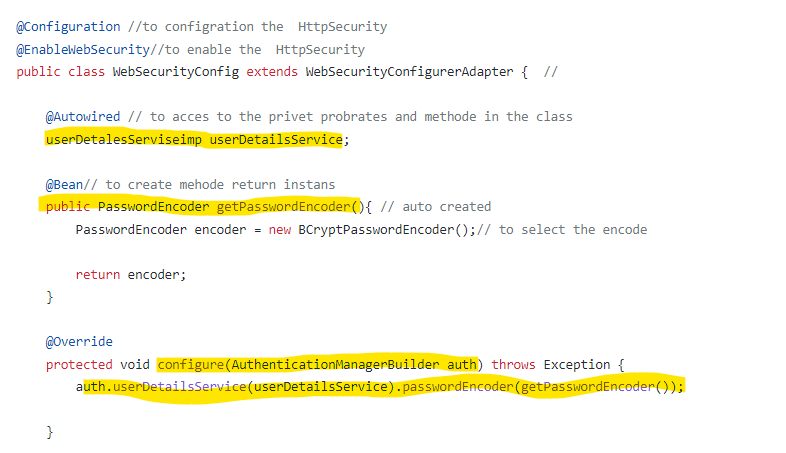 @Configuration //to configration the  HttpSecurity
@EnableWebSecurity//to enable the  HttpSecurity
public class WebSecurityConfig extends WebSecurityConfigurerAdapter {  //
@Autowired // to acces to the privet probrates and methode in the class
userDetalesServiseimp userDetailsService;
@Bean// to create mehode return instans
public PasswordEncoder getPasswordEncoder(){ // auto created
PasswordEncoder encoder = new BCryptPasswordEncoder();// to select the encode
return encoder;
}
@Override
protected void configure(AuthenticationManagerBuilder auth) throws Exception {
auth.userDetailsService(userDetailsService).passwordEncoder(getPasswordEncoder());
}